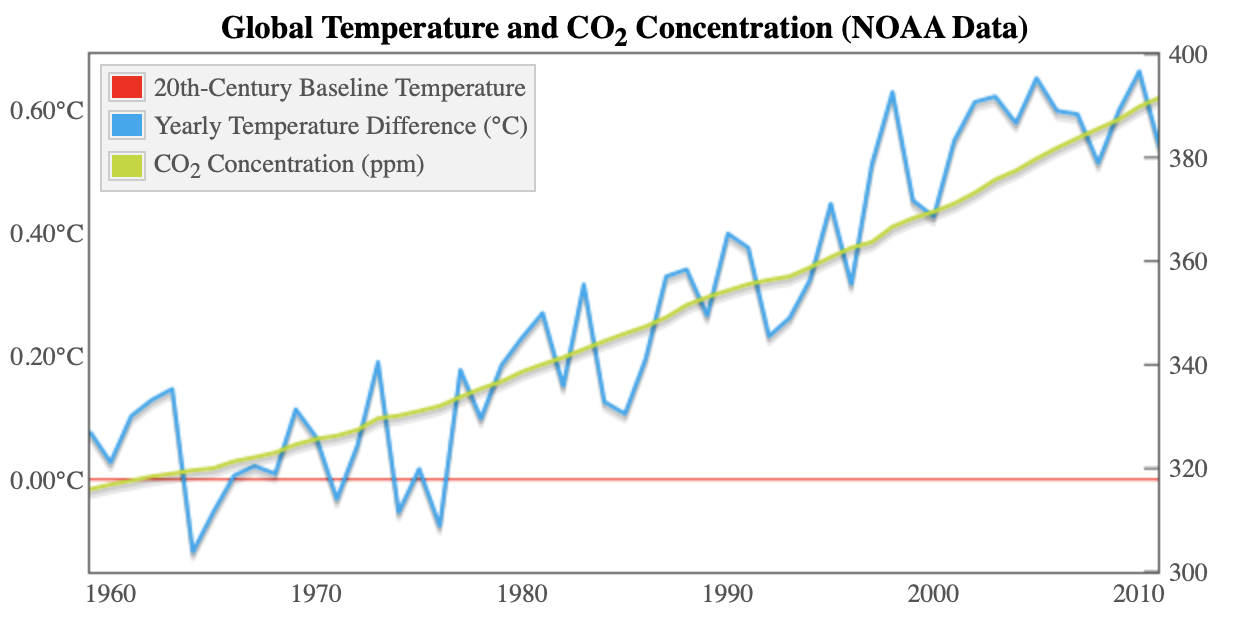 Global Temperature and CO₂ Concentration (NOAA Data)
20th-Century Baseline Temperature
Yearly Temperature Difference (°C)
CO₂ Concentration (ppm)
0.60°C
0.40°C
0.20°C
0.00°C
400
380
360
340
320
300
1960 1970 1980 1990 2000 2010